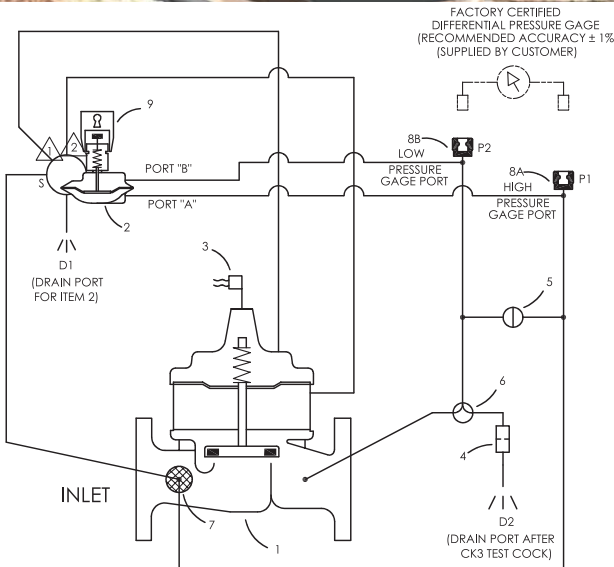 FACTORY CERTIFIED
DIFFERENTIAL PRESSURE GAGE
(RECOMMENDED ACCURACY ± 1%
(SUPPLIED BY CUSTOMER)
9
8B
P2
LOW
PRESSURE
GAGE PORT
8A
P1
HIGH
PRESSURE
GAGE PORT
1
2
S
PORT "B"
PORT "A"
2
D1
(DRAIN PORT
FOR ITEM 2)
3
5
6
4
INLET
7
1
D2
(DRAIN PORT AFTER
CK3 TEST COCK)